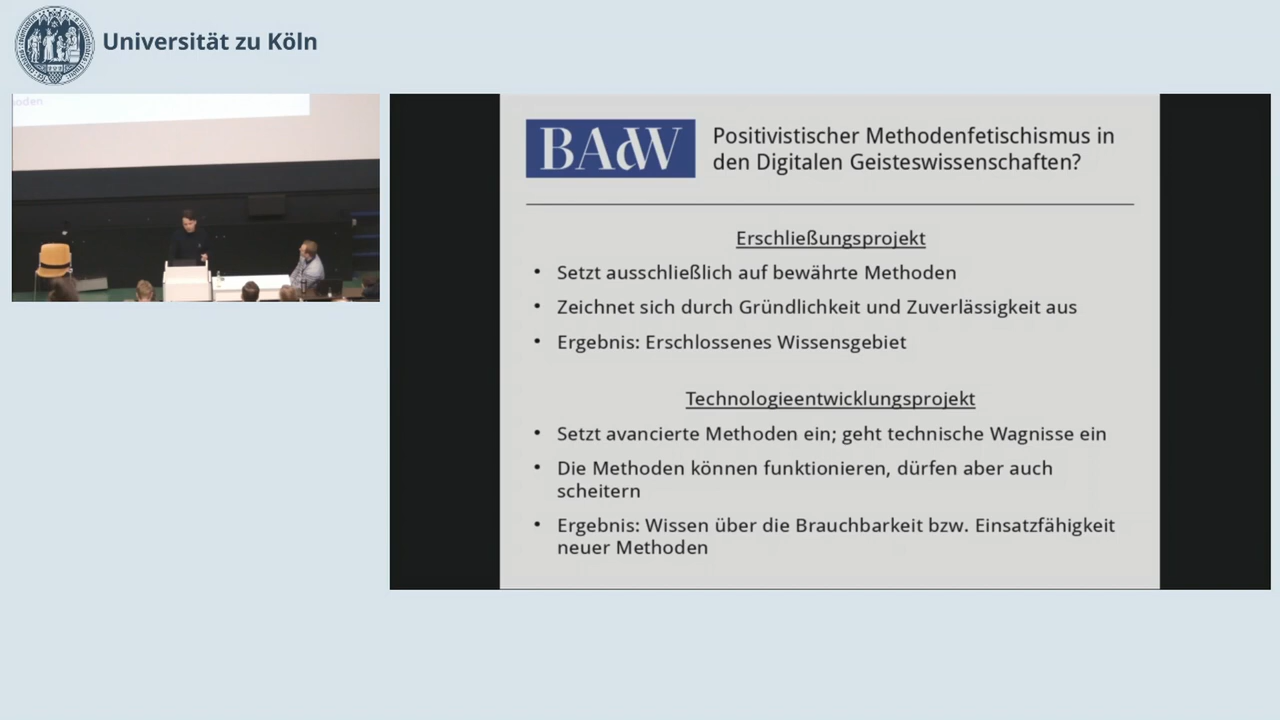 Universität zu Köln
hoden
BAdW
Positivistischer Methodenfetischismus in
den Digitalen Geisteswissenschaften?
Erschließungsprojekt
• Setzt ausschließlich auf bewährte Methoden
• Zeichnet sich durch Gründlichkeit und Zuverlässigkeit aus
• Ergebnis: Erschlossenes Wissensgebiet
Technologieentwicklungsprojekt
• Setzt avancierte Methoden ein; geht technische Wagnisse ein
• Die Methoden können funktionieren, dürfen aber auch
scheitern
• Ergebnis: Wissen über die Brauchbarkeit bzw. Einsatzfähigkeit
neuer Methoden